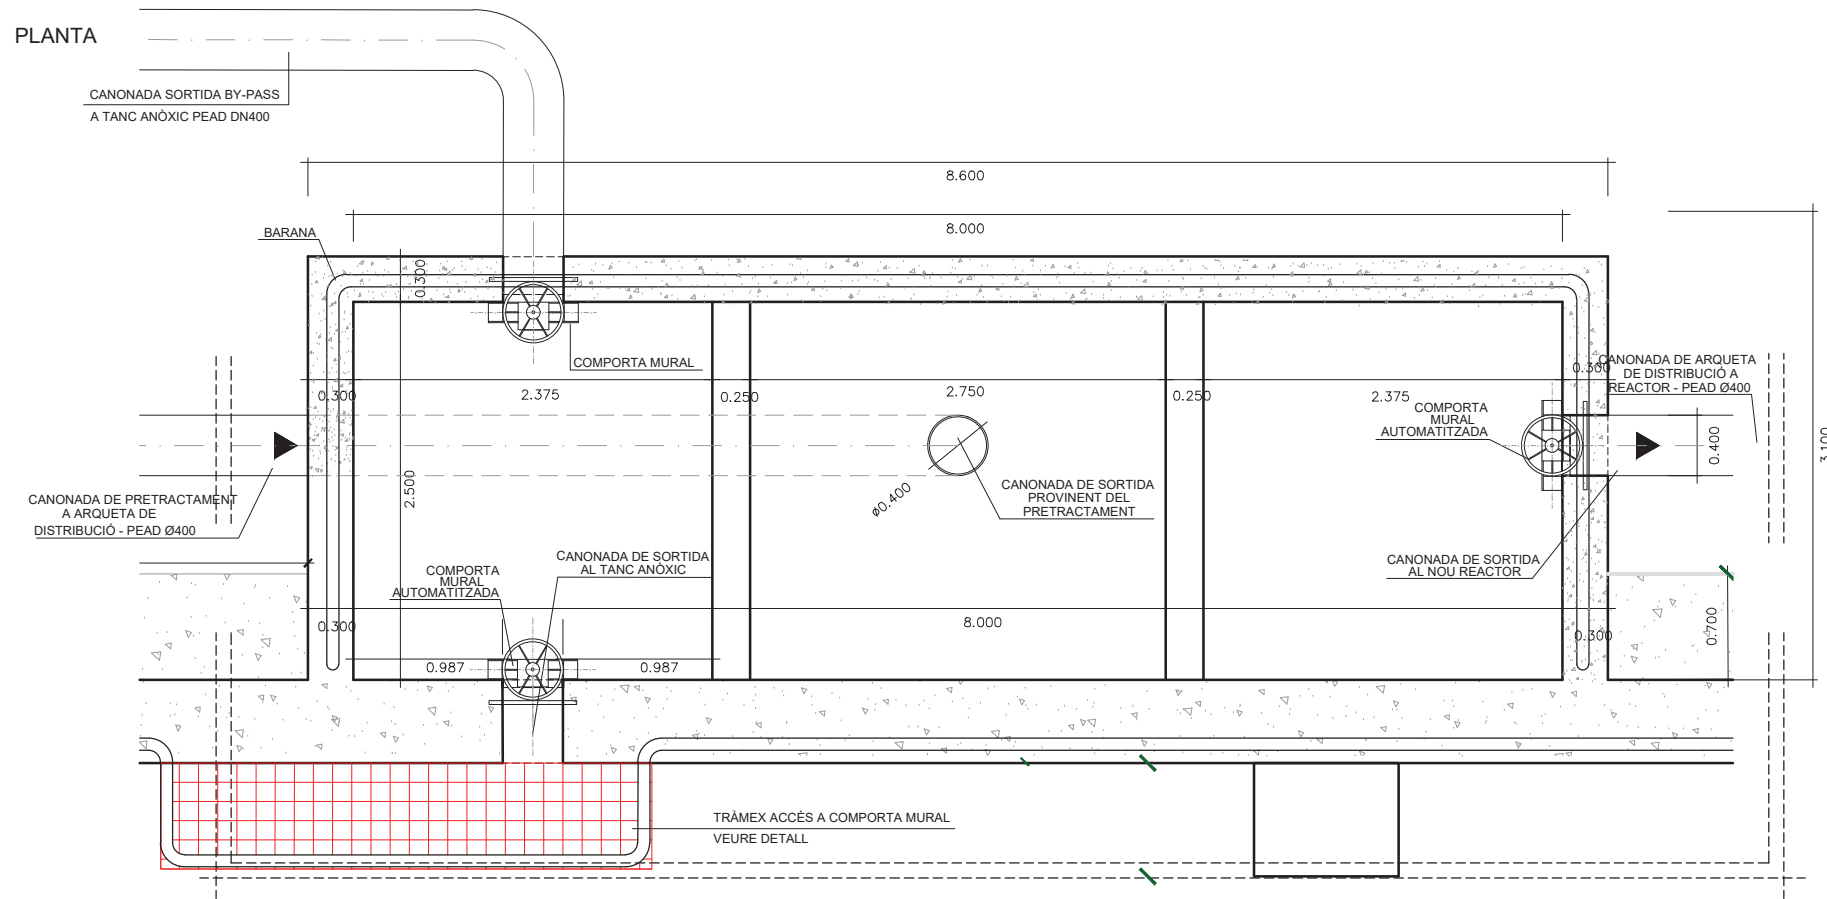 PLANTA
CANONADA SORTIDA BY-PASS
A TANC ANÒXIC PEAD DN400
8.600
8.000
BARANA
0.300
COMPORTA MURAL
0.300
2.375
0.250
2.750
0.250
2.375
0.300
CANONADA DE ARQUETA
DE DISTRIBUCIÓ A
REACTOR - PEAD Ø400
COMPORTA
MURAL
AUTOMATITZADA
0.400
3.100
2.500
ø0.400
CANONADA DE SORTIDA
PROVINENT DEL
PRETRACTAMENT
CANONADA DE PRETRACTAMENT
A ARQUETA DE
DISTRIBUCIÓ - PEAD Ø400
CANONADA DE SORTIDA
AL TANC ANÒXIC
COMPORTA
MURAL
AUTOMATITZADA
CANONADA DE SORTIDA
AL NOU REACTOR
0.300
8.000
0.300
0.700
0.987
0.987
TRÀMEX ACCÈS A COMPORTA MURAL
VEURE DETALL